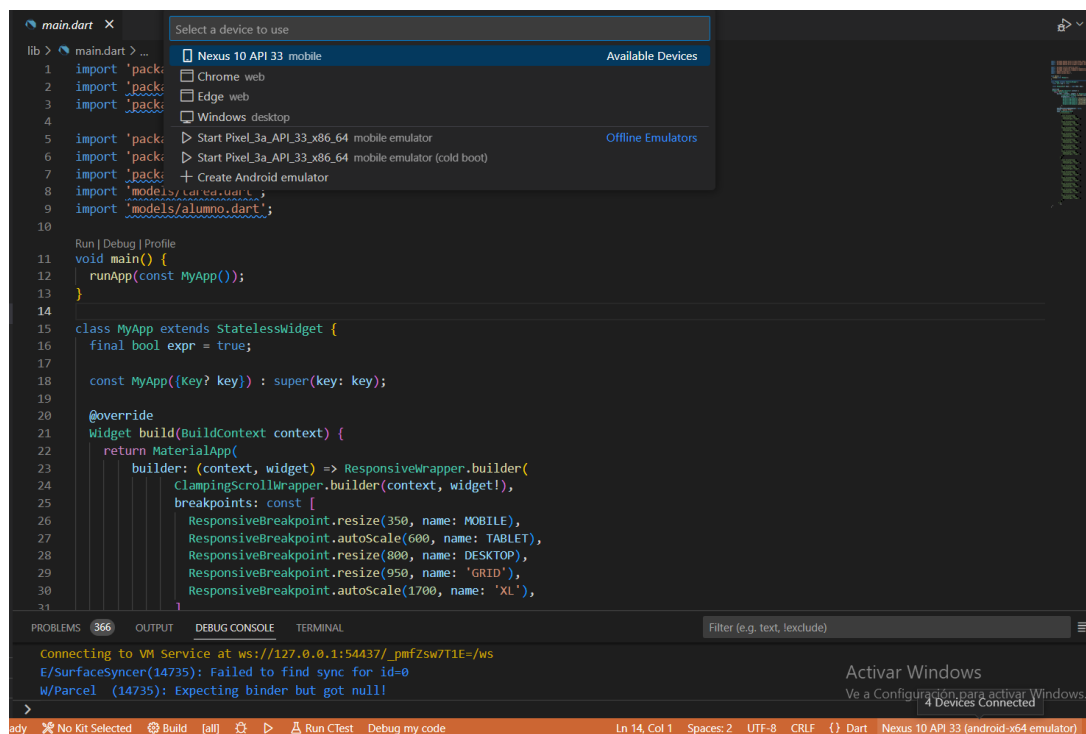 main.dart
Select a device to use
lib > main.dart > ...
Nexus 10 API 33 mobile Available Devices
Chrome web
Edge web
Windows desktop
Start Pixel_3a_API_33_x86_64 mobile emulator Offline Emulators
Start Pixel_3a_API_33_x86_64 mobile emulator (cold boot)
Create Android emulator
1 import 'packa
2 import 'packa
3 import 'packa
4
5 import 'packa
6 import 'packa
7 import 'packa
8 import 'models/tarea.dart';
9 import 'models/alumno.dart';
10
Run | Debug | Profile
11 void main() {
12 runApp(const MyApp());
13 }
14
15 class MyApp extends StatelessWidget {
16 final bool expr = true;
17
18 const MyApp({Key? key}) : super(key: key);
19
20 @override
21 Widget build(BuildContext context) {
22 return MaterialApp(
23 builder: (context, widget) => ResponsiveWrapper.builder(
24 ClampingScrollWrapper.builder(context, widget!),
25 breakpoints: const [
26 ResponsiveBreakpoint.resize(350, name: MOBILE),
27 ResponsiveBreakpoint.autoScale(600, name: TABLET),
28 ResponsiveBreakpoint.resize(800, name: DESKTOP),
29 ResponsiveBreakpoint.resize(950, name: 'GRID'),
30 ResponsiveBreakpoint.autoScale(1700, name: 'XL'),
31 ]
PROBLEMS 366 OUTPUT DEBUG CONSOLE TERMINAL Filter (e.g. text, !exclude)
Connecting to VM Service at ws://127.0.0.1:54437/_pmfZsw7T1E=/ws
E/SurfaceSyncer(14735): Failed to find sync for id=0
W/Parcel (14735): Expecting binder but got null!
Activar Windows
Ve a Configuración para activar Windows.
4 Devices Connected
>
ady No Kit Selected Build [all] Run CTest Debug my code Ln 14, Col 1 Spaces: 2 UTF-8 CRLF {} Dart Nexus 10 API 33 (android-x64 emulator)